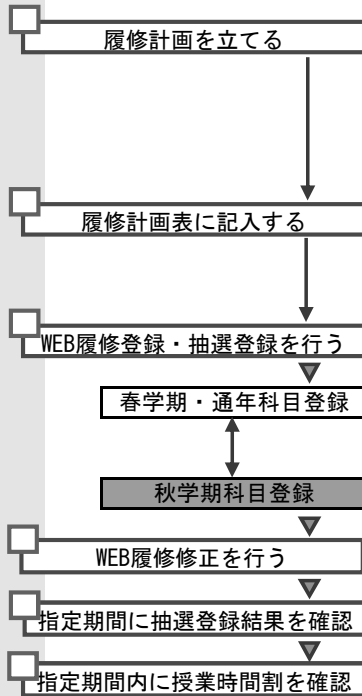 履修計画を立てる
履修計画表に記入する
WEB履修登録・抽選登録を行う
春学期・通年科目登録
秋学期科目登録
WEB履修修正を行う
指定期間に抽選登録結果を確認
指定期間内に授業時間割を確認